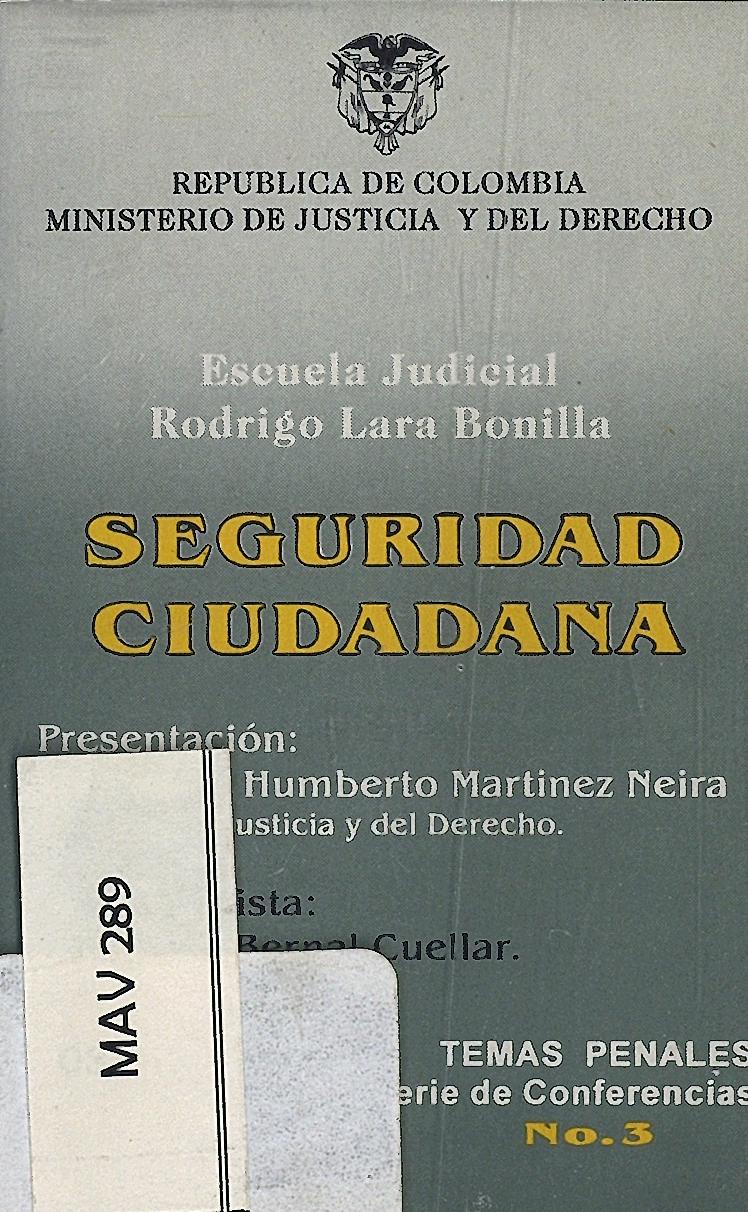 REPUBLICA DE COLOMBIA
MINISTERIO DE JUSTICIA Y DEL DERECHO
Escuela Judicial
Rodrigo Lara Bonilla
SEGURIDAD
CIUDADANA
Presentación:
Humberto Martinez Neira
usticia y del Derecho.
ista:
Bernal Cuellar.
MAV 289
TEMAS PENALES
erie de Conferencias
No.3